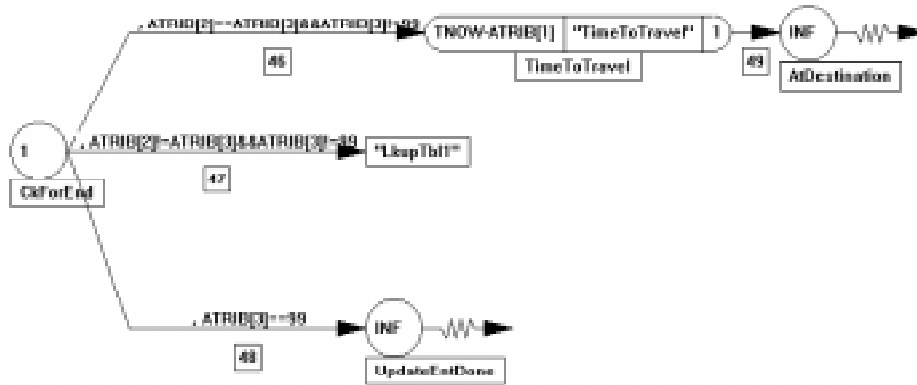 , ATRIB[2]==ATRIB[3]&&ATRIB[3]!=99
46
TNOW-ATRIB[1] "TimeToTravel" 1
TimeToTravel
49
INF
AtDestination
1
CkForEnd
, ATRIB[2]!=ATRIB[3]&&ATRIB[3]!=99
47
"LkupTbl1"
, ATRIB[3]==99
48
INF
UpdateEntDone